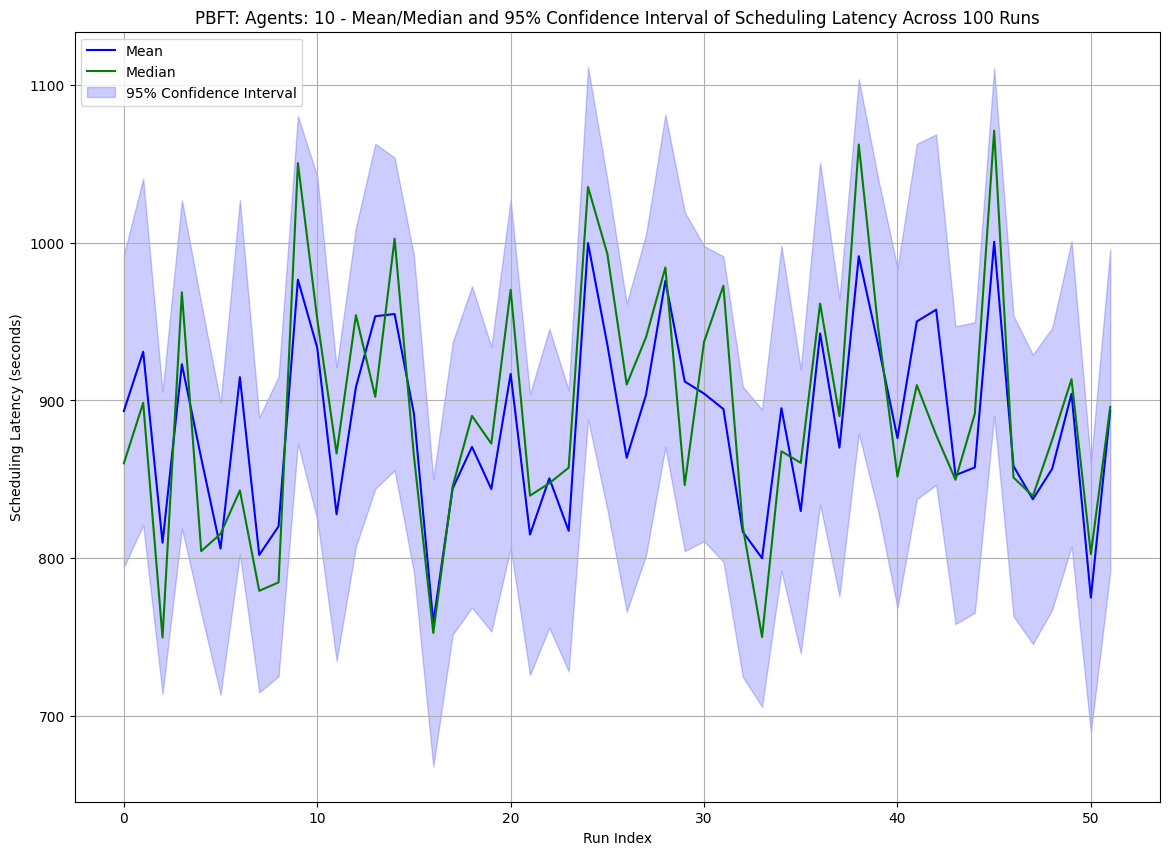 PBFT: Agents: 10 - Mean/Median and 95% Confidence Interval of Scheduling Latency Across 100 Runs
Mean
Median
95% Confidence Interval
Scheduling Latency (seconds)
1100
1000
900
800
700
0 10 20 30 40 50
Run Index